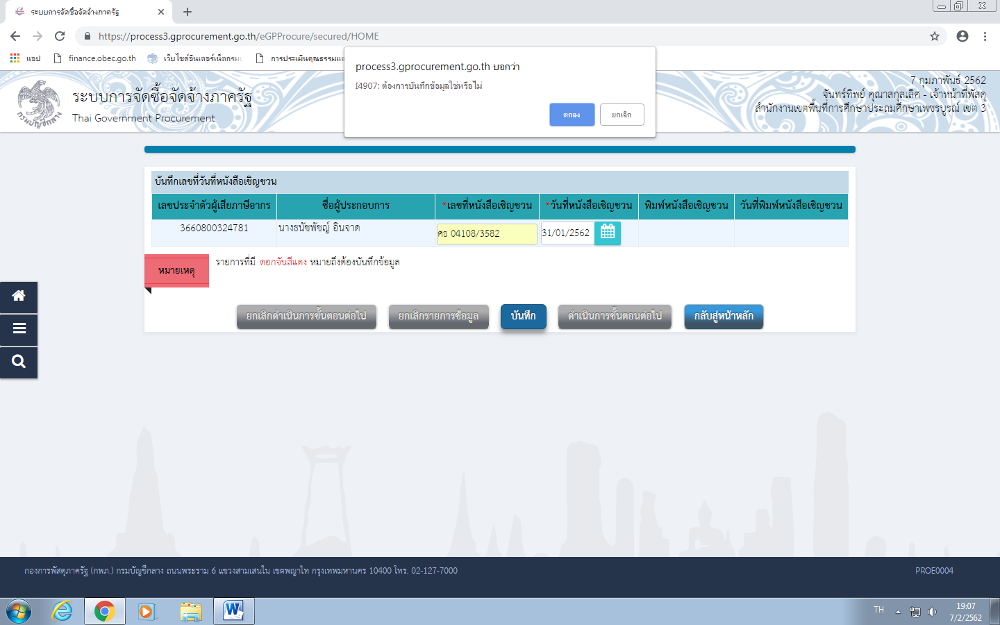 ระบบการจัดซื้อจัดจ้างภาครัฐ
https://process3.gprocurement.go.th/eGPProcure/secured/HOME
แอป finance.obec.go.th เว็บไซต์อินเตอร์เน็ตกรม การประเมินคุณธรรมและ
process3.gprocurement.go.th บอกว่า
I4907: ต้องการบันทึกข้อมูลใช่หรือไม่
ตกลง ยกเลิก
กรมบัญชีกลาง
ระบบการจัดซื้อจัดจ้างภาครัฐ
Thai Government Procurement
7 กุมภาพันธ์ 2562
จันทร์ทิพย์ คุณาสกุลเลิศ - เจ้าหน้าที่พัสดุ
สำนักงานเขตพื้นที่การศึกษาประถมศึกษาเพชรบูรณ์ เขต 3
บันทึกเลขที่วันที่หนังสือเชิญชวน
เลขประจำตัวผู้เสียภาษีอากร ชื่อผู้ประกอบการ *เลขที่หนังสือเชิญชวน *วันที่หนังสือเชิญชวน พิมพ์หนังสือเชิญชวน วันที่พิมพ์หนังสือเชิญชวน
3660800324781 นางธนัชพัชญ์ อินจาด ศธ 04108/3582 31/01/2562
หมายเหตุ รายการที่มี ดอกจันสีแดง หมายถึงต้องบันทึกข้อมูล
ยกเลิกดำเนินการขั้นตอนต่อไป ยกเลิกรายการข้อมูล บันทึก ดำเนินการขั้นตอนต่อไป กลับสู่หน้าหลัก
กองการพัสดุภาครัฐ (กพภ.) กรมบัญชีกลาง ถนนพระราม 6 แขวงสามเสนใน เขตพญาไท กรุงเทพมหานคร 10400 โทร. 02-127-7000 PROE0004
TH 19:07
7/2/2562